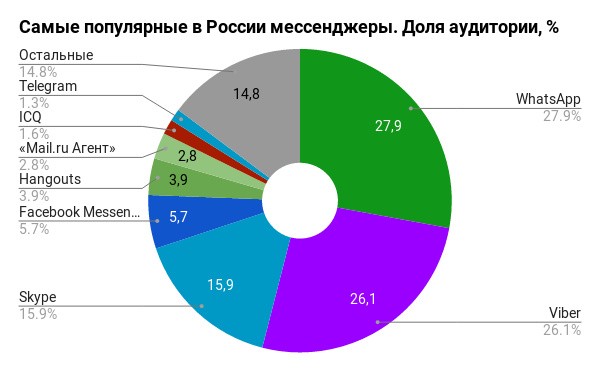 Самые популярные в России мессенджеры. Доля аудитории, %
Остальные
14.8%
Telegram
1.3%
ICQ
1.6%
«Mail.ru Агент»
2.8%
Hangouts
3.9%
Facebook Messen…
5.7%
Skype
15.9%
WhatsApp
27.9%
Viber
26.1%
14,8
27,9
2,8
3,9
5,7
15,9
26,1